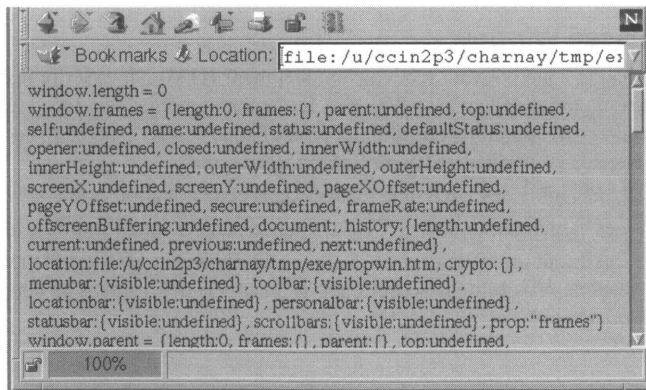 N
Bookmarks Location: file:/u/ccin2p3/charnay/tmp/ex
window.length = 0
window.frames = {length:0, frames:{} , parent:undefined, top:undefined,
self:undefined, name:undefined, status:undefined, defaultStatus:undefined,
opener:undefined, closed:undefined, innerWidth:undefined,
innerHeight:undefined, outerWidth:undefined, outerHeight:undefined,
screenX:undefined, screenY:undefined, pageXOffset:undefined,
pageYOffset:undefined, secure:undefined, frameRate:undefined,
offscreenBuffering:undefined, document:, history:{length:undefined,
current:undefined, previous:undefined, next:undefined} ,
location:file:/u/ccin2p3/charnay/tmp/exe/propwin.htm, crypto:{} ,
menubar:{visible:undefined} , toolbar:{visible:undefined} ,
locationbar:{visible:undefined} , personalbar:{visible:undefined} ,
statusbar:{visible:undefined} , scrollbars:{visible:undefined} , prop:"frames"}
window.parent = {length:0, frames:{} , parent:{} , top:undefined,
100%